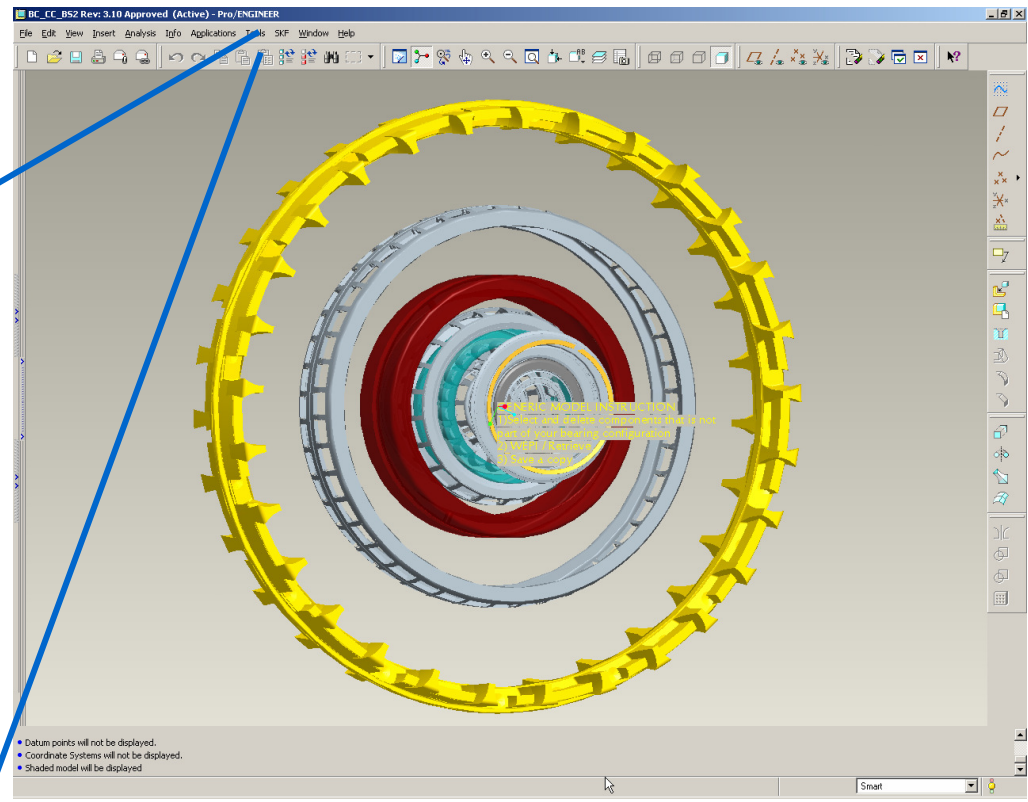 BC_CC_BS2 Rev: 3.10 Approved (Active) - Pro/ENGINEER
File Edit View Insert Analysis Info Applications Tools SKF Window Help
ENERIC MODEL INSTRUCTION
1)Select and delete components that is not
part of your bearing configuration
2) WEPL / Retrieve
3) Save a copy
Datum points will not be displayed.
Coordinate Systems will not be displayed.
Shaded model will be displayed
Smart